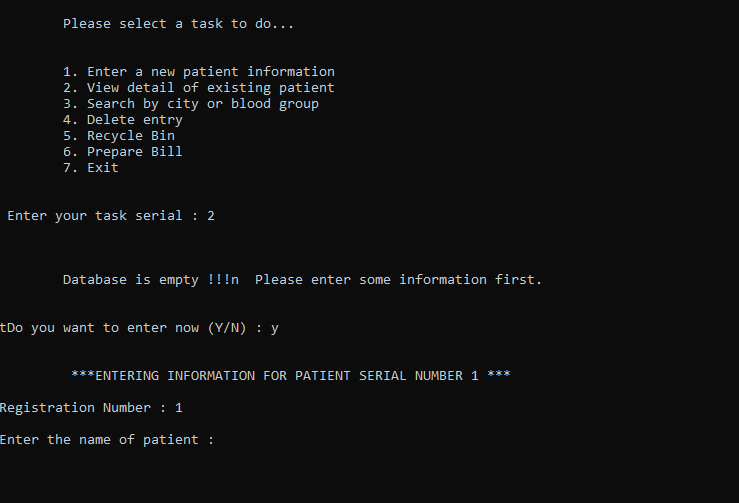 Please select a task to do...
1. Enter a new patient information
2. View detail of existing patient
3. Search by city or blood group
4. Delete entry
5. Recycle Bin
6. Prepare Bill
7. Exit
Enter your task serial : 2
Database is empty !!!n  Please enter some information first.
tDo you want to enter now (Y/N) : y
***ENTERING INFORMATION FOR PATIENT SERIAL NUMBER 1 ***
Registration Number : 1
Enter the name of patient :